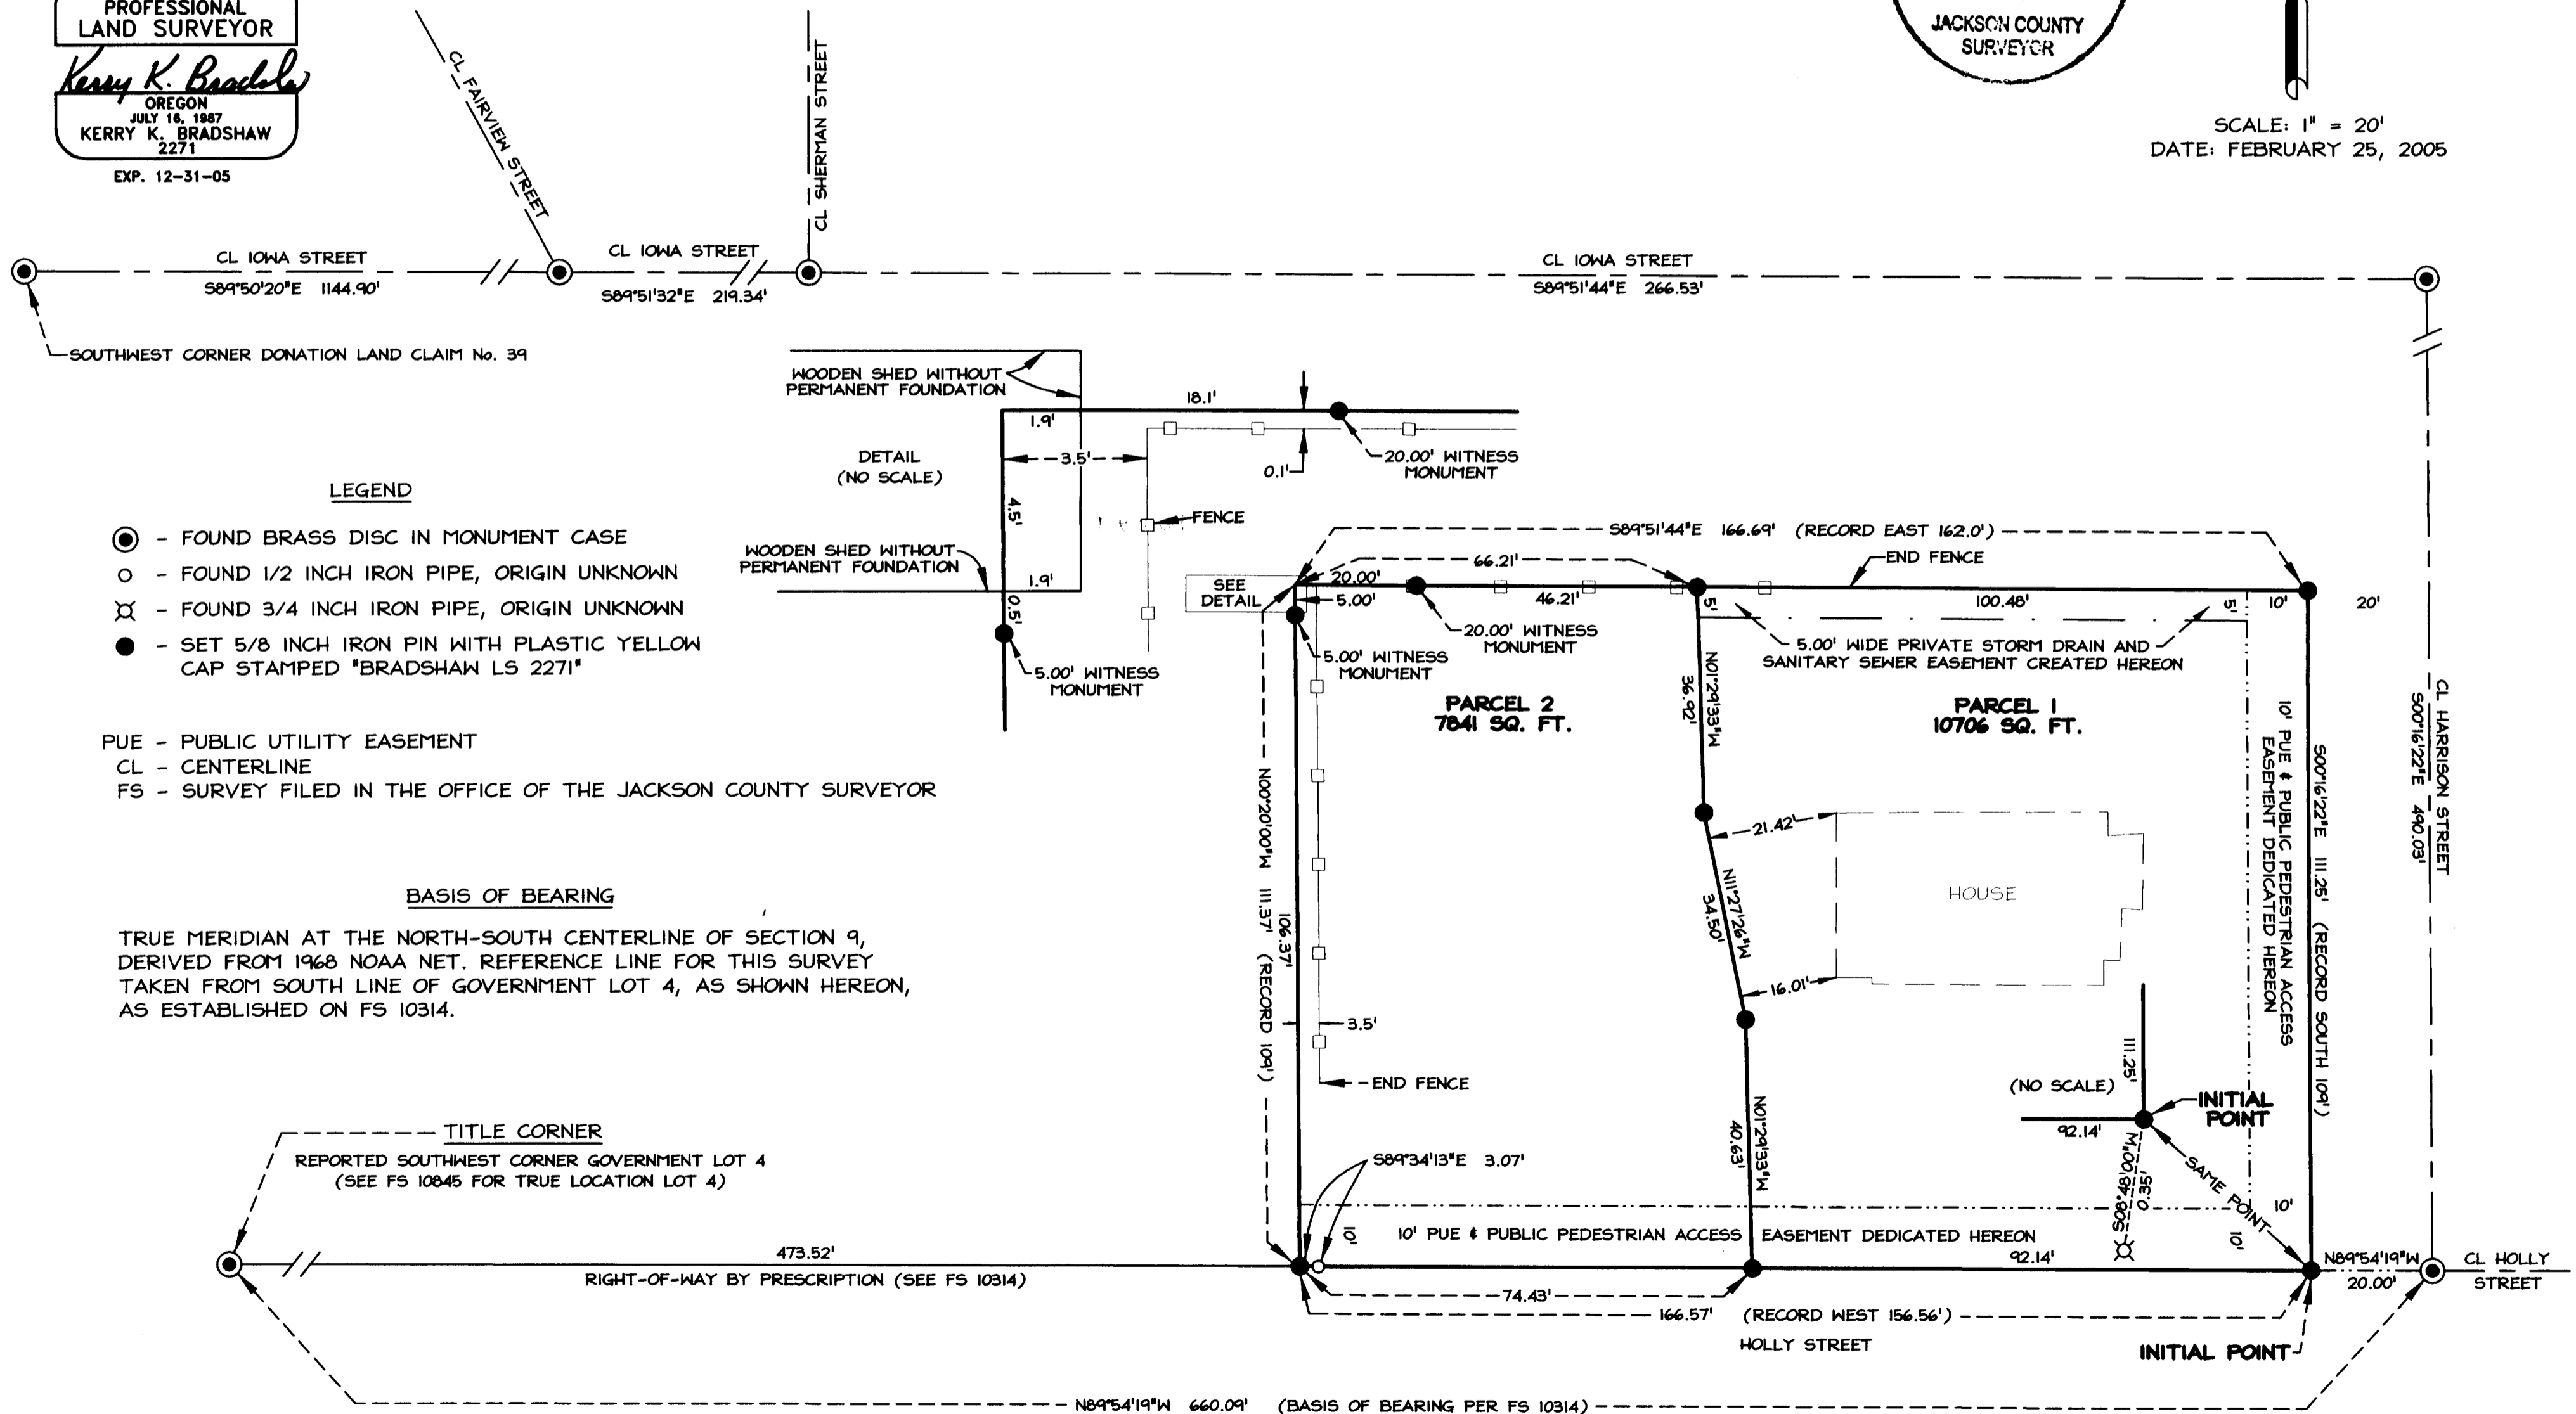 PROFESSIONAL
LAND SURVEYOR
Kerry K. Bradshaw
OREGON
JULY 16, 1987
KERRY K. BRADSHAW
2271
EXP. 12-31-05
JACKSON COUNTY
SURVEYOR
SCALE: 1" = 20'
DATE: FEBRUARY 25, 2005
CL FAIRVIEW STREET
CL SHERMAN STREET
CL IOWA STREET
S89°50'20"E 1144.90'
CL IOWA STREET
S89°51'32"E 219.34'
CL IOWA STREET
S89°51'44"E 266.53'
SOUTHWEST CORNER DONATION LAND CLAIM No. 39
WOODEN SHED WITHOUT
PERMANENT FOUNDATION
18.1'
1.9'
DETAIL
(NO SCALE)
3.5'
0.1'
20.00' WITNESS
MONUMENT
4.5'
FENCE
WOODEN SHED WITHOUT
PERMANENT FOUNDATION
1.9'
0.5'
5.00' WITNESS
MONUMENT
LEGEND
- FOUND BRASS DISC IN MONUMENT CASE
- FOUND 1/2 INCH IRON PIPE, ORIGIN UNKNOWN
- FOUND 3/4 INCH IRON PIPE, ORIGIN UNKNOWN
- SET 5/8 INCH IRON PIN WITH PLASTIC YELLOW
CAP STAMPED "BRADSHAW LS 2271"
PUE - PUBLIC UTILITY EASEMENT
CL - CENTERLINE
FS - SURVEY FILED IN THE OFFICE OF THE JACKSON COUNTY SURVEYOR
BASIS OF BEARING
TRUE MERIDIAN AT THE NORTH-SOUTH CENTERLINE OF SECTION 9,
DERIVED FROM 1968 NOAA NET. REFERENCE LINE FOR THIS SURVEY
TAKEN FROM SOUTH LINE OF GOVERNMENT LOT 4, AS SHOWN HEREON,
AS ESTABLISHED ON FS 10314.
TITLE CORNER
REPORTED SOUTHWEST CORNER GOVERNMENT LOT 4
(SEE FS 10845 FOR TRUE LOCATION LOT 4)
S89°51'44"E 166.69' (RECORD EAST 162.0')
66.21'
END FENCE
SEE
DETAIL
20.00'
5.00'
46.21'
5'
100.48'
5'
10'
20'
20.00' WITNESS
MONUMENT
5.00' WITNESS
MONUMENT
5.00' WIDE PRIVATE STORM DRAIN AND
SANITARY SEWER EASEMENT CREATED HEREON
PARCEL 2
7841 SQ. FT.
PARCEL 1
10706 SQ. FT.
N01°29'33"W
36.92'
N11°27'26"W
34.50'
N01°29'33"W
40.63'
21.42'
16.01'
HOUSE
N00°20'00"W 111.37' (RECORD 109')
106.37'
3.5'
END FENCE
10' PUE & PUBLIC PEDESTRIAN ACCESS
EASEMENT DEDICATED HEREON
S00°16'22"E 111.25' (RECORD SOUTH 109')
CL HARRISON STREET
S00°16'22"E 490.03'
(NO SCALE)
111.25'
INITIAL
POINT
92.14'
S08°48'00"W
0.35'
SAME POINT
S89°34'13"E 3.07'
10'
10' PUE & PUBLIC PEDESTRIAN ACCESS EASEMENT DEDICATED HEREON
10'
10'
92.14'
473.52'
RIGHT-OF-WAY BY PRESCRIPTION (SEE FS 10314)
N89°54'19"W
20.00'
CL HOLLY
STREET
74.43'
166.57' (RECORD WEST 156.56')
HOLLY STREET
INITIAL POINT
N89°54'19"W 660.09' (BASIS OF BEARING PER FS 10314)